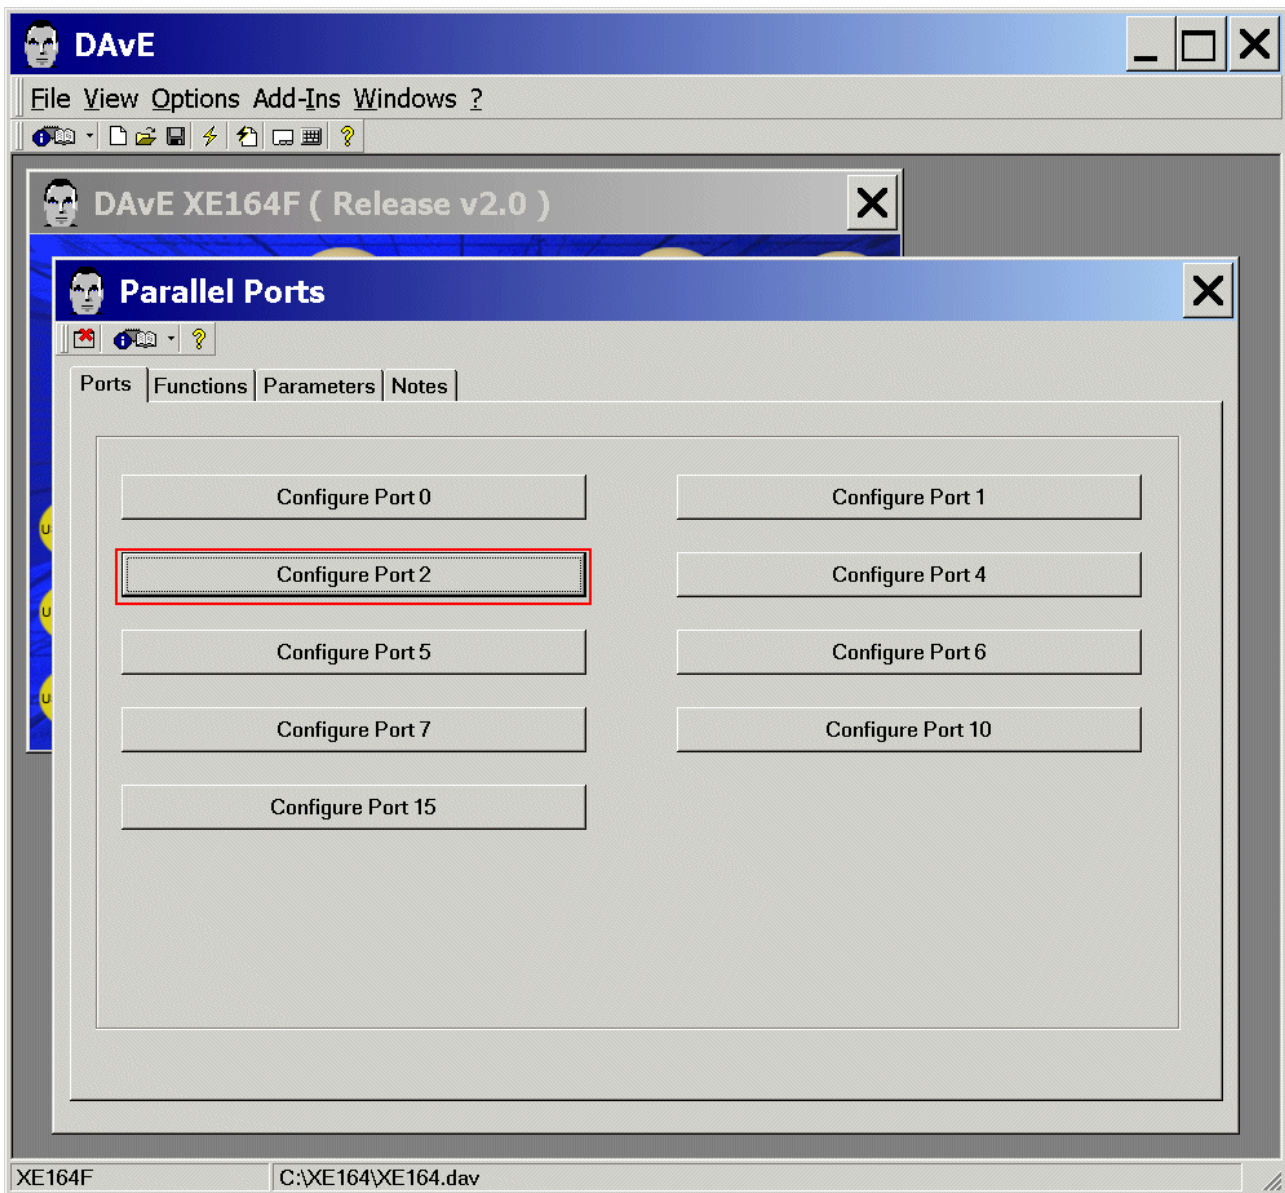 DAvE
File View Options Add-Ins Windows ?
DAvE XE164F ( Release v2.0 )
Parallel Ports
Ports Functions Parameters Notes
Configure Port 0 Configure Port 1
Configure Port 2 Configure Port 4
Configure Port 5 Configure Port 6
Configure Port 7 Configure Port 10
Configure Port 15
U
U
U
XE164F C:\XE164\XE164.dav